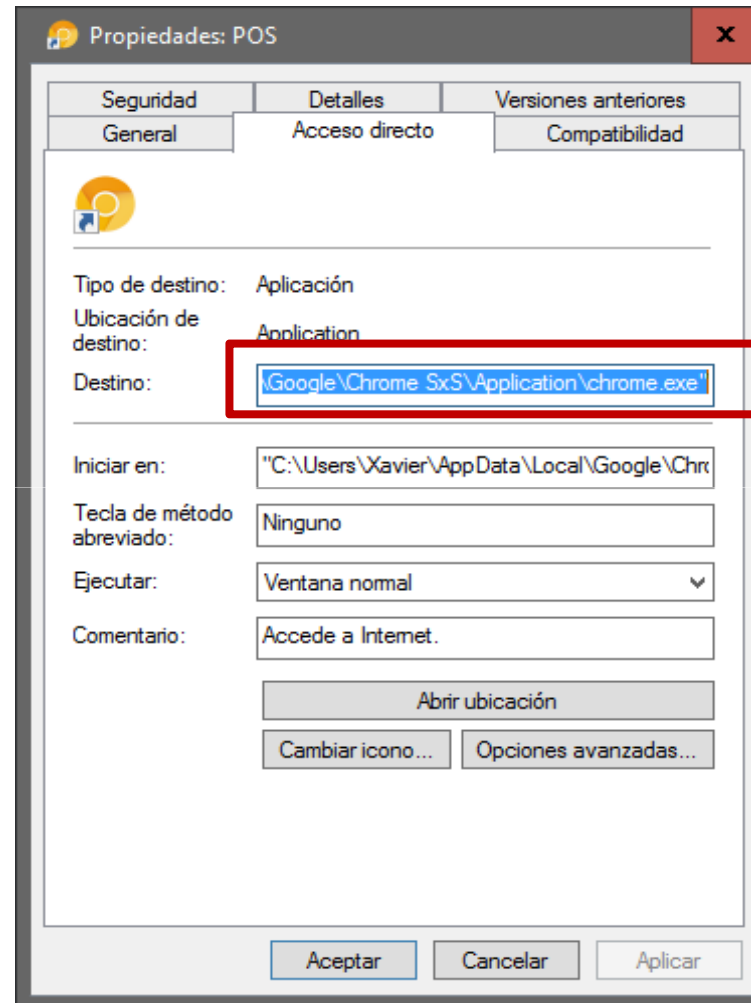 Propiedades: POS
x
Seguridad Detalles Versiones anteriores
General Acceso directo Compatibilidad
Tipo de destino: Aplicación
Ubicación de
destino: Application
Destino: \Google\Chrome SxS\Application\chrome.exe"
Iniciar en: "C:\Users\Xavier\AppData\Local\Google\Chro
Tecla de método
abreviado: Ninguno
Ejecutar: Ventana normal
Comentario: Accede a Internet.
Abrir ubicación
Cambiar icono... Opciones avanzadas...
Aceptar Cancelar Aplicar